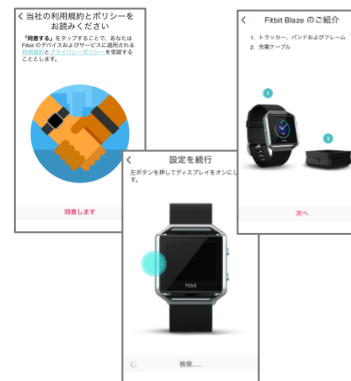 当社の利用規約とポリシーを
お読みください
「同意する」をタップすることで、あなたは
Fitbit のデバイスおよびサービスに適用される
利用規約とプライバシーポリシーを受諾する
こととします。
同意します
Fitbit Blaze のご紹介
1. トラッカー、バンドおよびフレーム
2. 充電ケーブル
1
2
次へ
設定を続行
左ボタンを押してディスプレイをオンにし
す。
fitbit
検索......